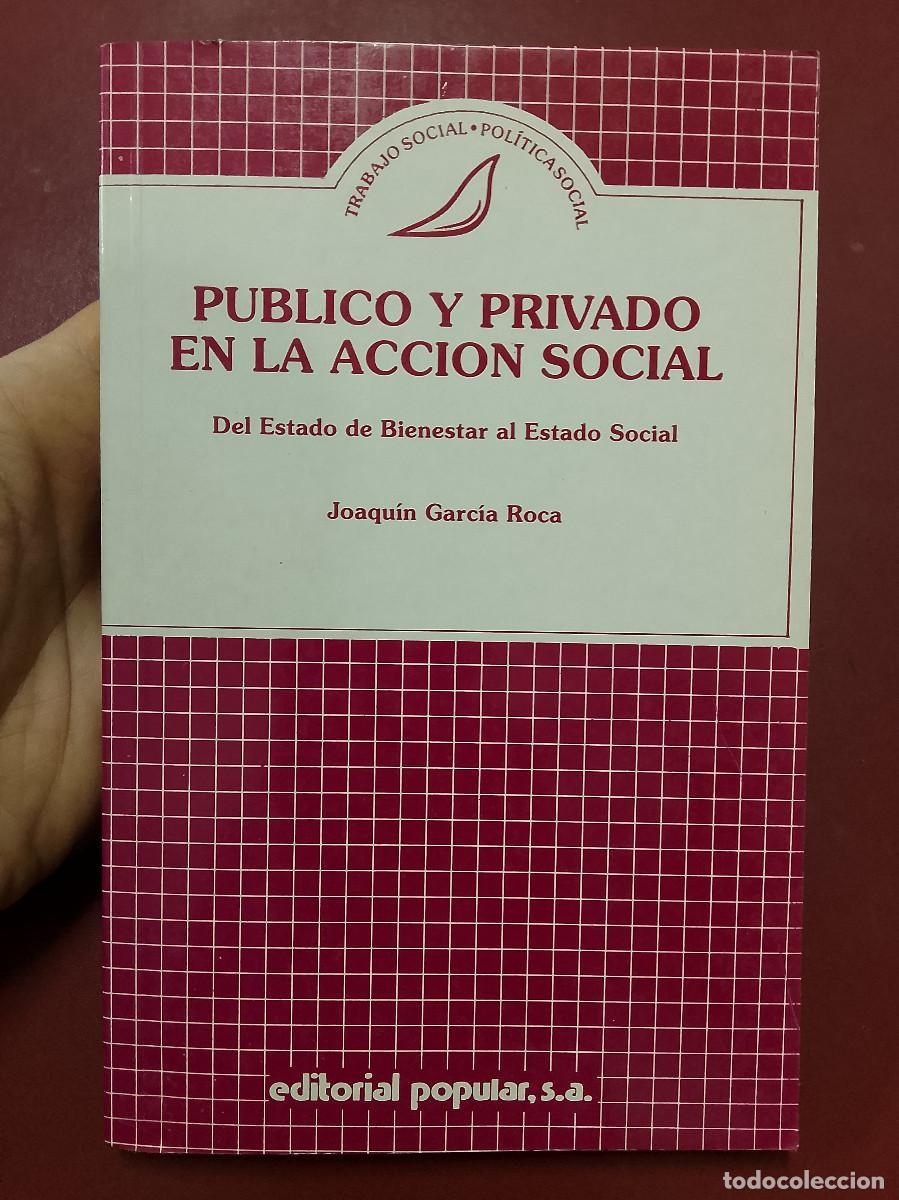 TRABAJO SOCIAL • POLÍTICA SOCIAL
PUBLICO Y PRIVADO
EN LA ACCION SOCIAL
Del Estado de Bienestar al Estado Social
Joaquín García Roca
editorial popular, s.a.
todocoleccion